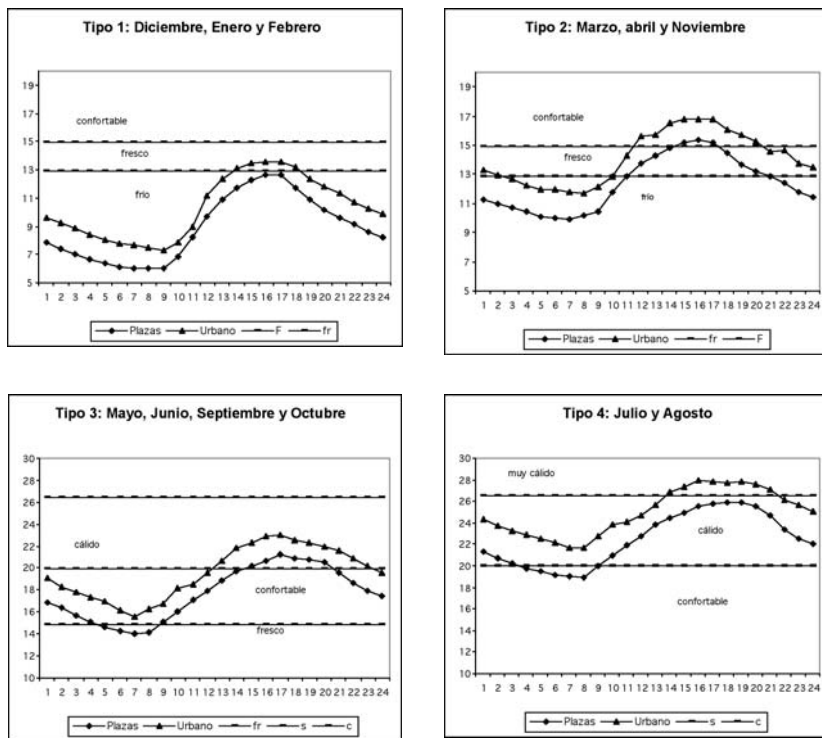 Tipo 1: Diciembre, Enero y Febrero
19
17
15
13
11
9
7
5
confortable
fresco
frío
1 2 3 4 5 6 7 8 9 10 11 12 13 14 15 16 17 18 19 20 21 22 23 24
Plazas Urbano F fr
Tipo 2: Marzo, abril y Noviembre
19
17
15
13
11
9
7
5
confortable
fresco
frío
1 2 3 4 5 6 7 8 9 10 11 12 13 14 15 16 17 18 19 20 21 22 23 24
Plazas Urbano fr F
Tipo 3: Mayo, Junio, Septiembre y Octubre
30
28
26
24
22
20
18
16
14
12
10
cálido
confortable
fresco
1 2 3 4 5 6 7 8 9 10 11 12 13 14 15 16 17 18 19 20 21 22 23 24
Plazas Urbano fr s c
Tipo 4: Julio y Agosto
30
28
26
24
22
20
18
16
14
12
10
muy cálido
cálido
confortable
1 2 3 4 5 6 7 8 9 10 11 12 13 14 15 16 17 18 19 20 21 22 23 24
Plazas Urbano s c